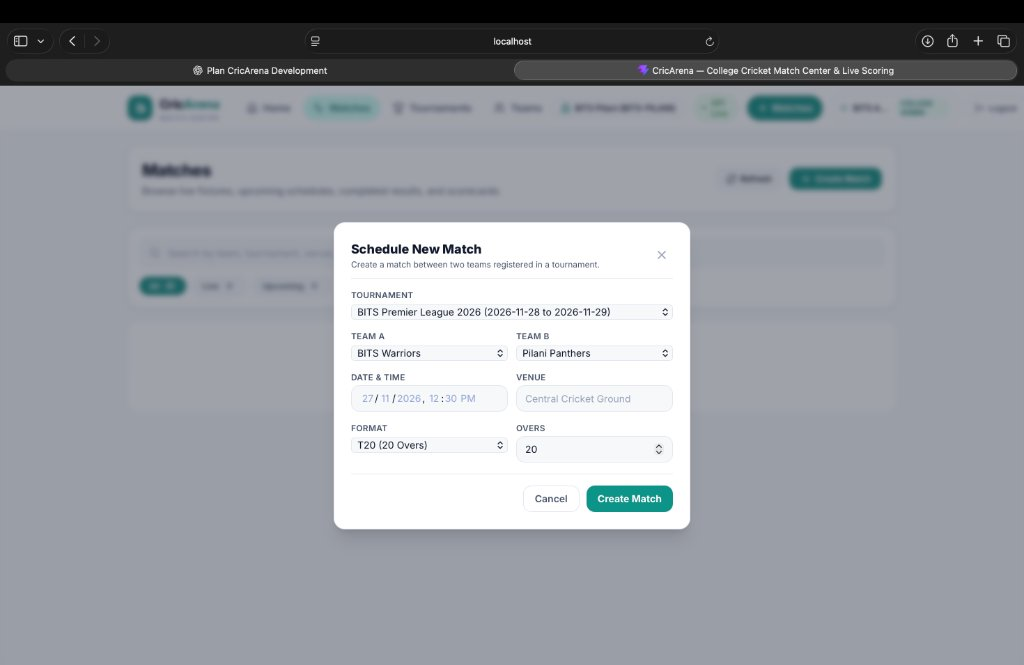 localhost
Plan CricArena Development
CricArena — College Cricket Match Center & Live Scoring
CricArena
Home
Matches
Tournaments
Teams
Matches
Logout
Matches
Browse live fixtures, upcoming schedules, completed results, and scorecards.
Refresh
Create Match
All
Live
Upcoming
Schedule New Match
Create a match between two teams registered in a tournament.
TOURNAMENT
BITS Premier League 2026 (2026-11-28 to 2026-11-29)
TEAM A
TEAM B
BITS Warriors
Pilani Panthers
DATE & TIME
VENUE
27/11/2026, 12:30 PM
Central Cricket Ground
FORMAT
OVERS
T20 (20 Overs)
20
Cancel
Create Match